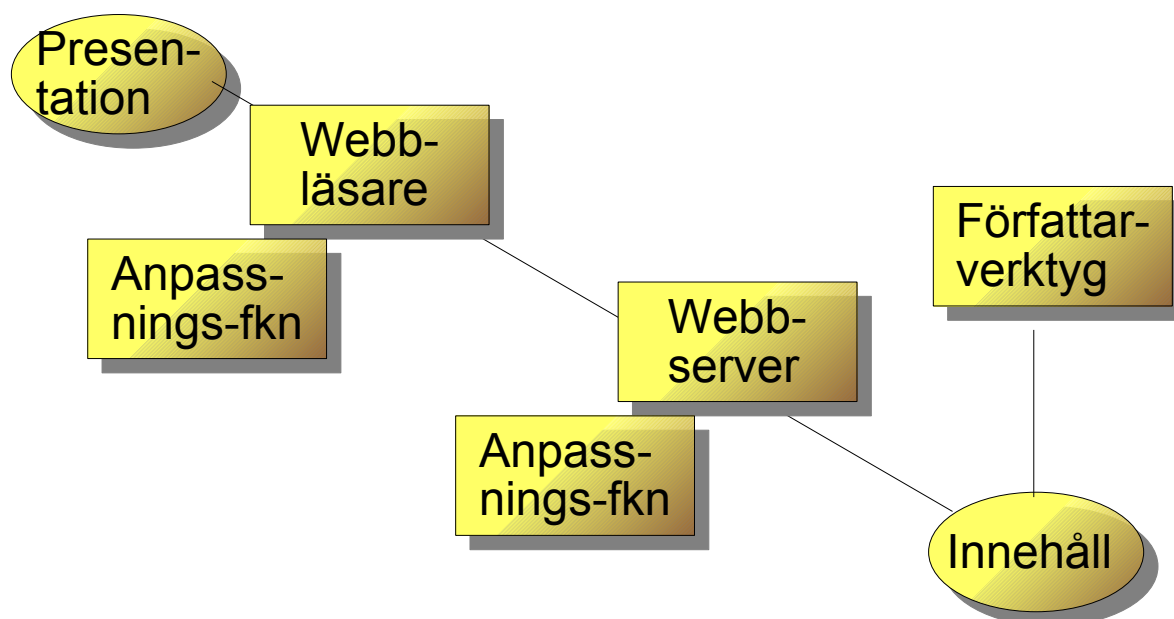 Presen-
tation
Webb-
läsare
Anpass-
nings-fkn
Författar-
verktyg
Webb-
server
Anpass-
nings-fkn
Innehåll